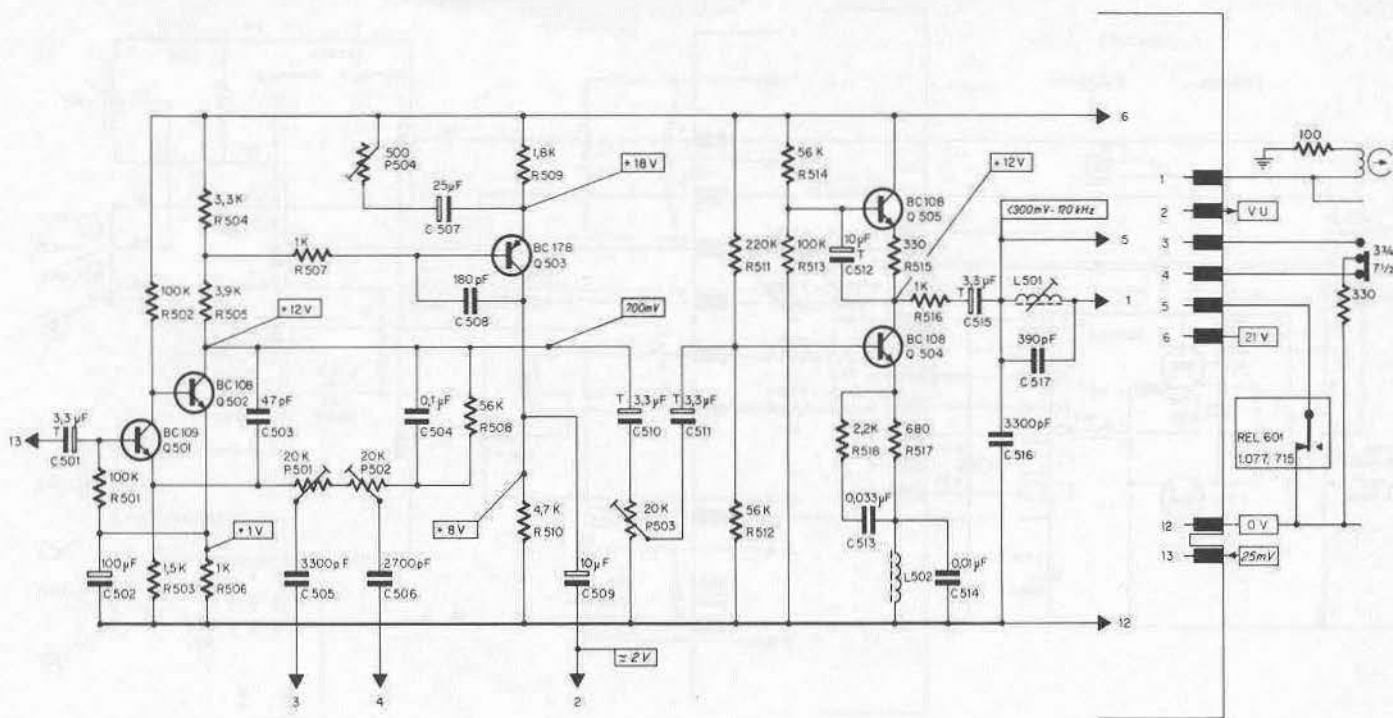 6
500
P504
1,8K
R509
+18V
56K
R514
BC108
Q505
+12V
100
1
2
VU
3
4
5
6
21V
3¾
7½
330
3,3K
R504
25µF
C507
1K
R507
BC178
Q503
180pF
C508
220K
R511
100K
R513
10µF
T
C512
330
R515
1K
R516
3,3µF
T
C515
<300mV-120kHz
5
L501
1
390pF
C517
100K
R502
3,9K
R505
+12V
700mV
BC108
Q504
BC108
Q502
47pF
C503
0,1µF
C504
56K
R508
T
3,3µF
C510
T
3,3µF
C511
3,3µF
13
T
C501
BC109
Q501
100K
R501
20K
P501
20K
P502
+8V
4,7K
R510
20K
P503
56K
R512
2,2K
R518
680
R517
0,033µF
C513
L502
0,01µF
C514
3300pF
C516
REL 601
1.077,715
12
0V
13
25mV
+1V
100µF
C502
1,5K
R503
1K
R506
3300pF
C505
2700pF
C506
10µF
C509
12
≃2V
3
4
2